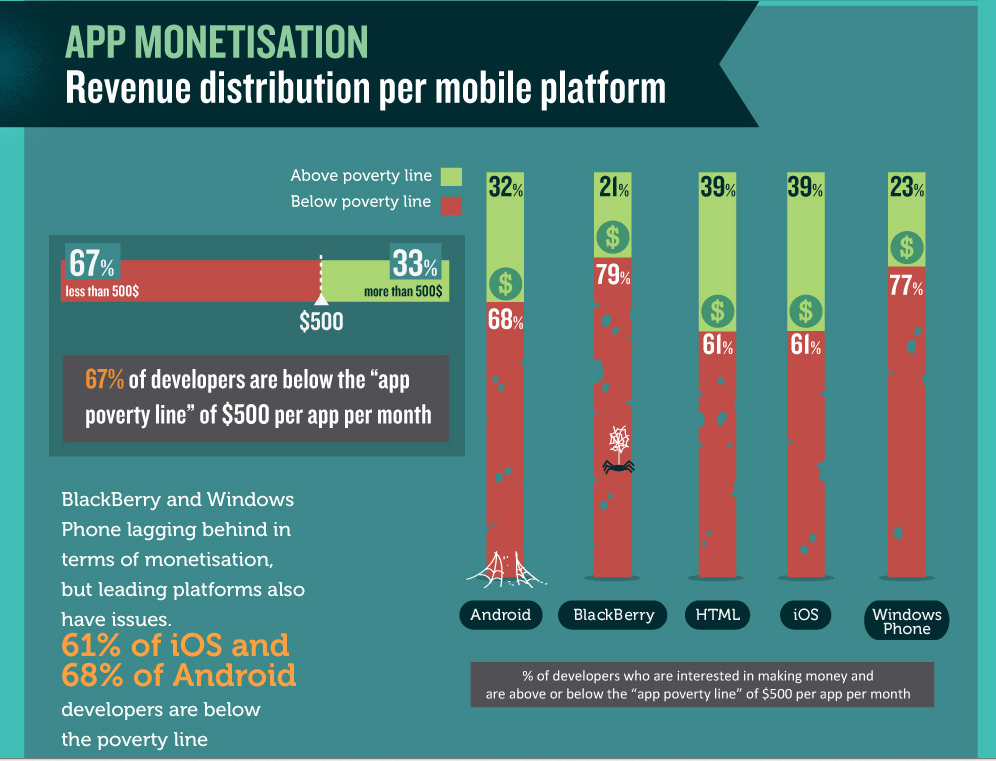 APP MONETISATION
Revenue distribution per mobile platform
Above poverty line
Below poverty line
67%
less than 500$
33%
more than 500$
$500
67% of developers are below the “app
poverty line” of $500 per app per month
BlackBerry and Windows
Phone lagging behind in
terms of monetisation,
but leading platforms also
have issues.
61% of iOS and
68% of Android
developers are below
the poverty line
32%
$
68%
Android
21%
$
79%
BlackBerry
39%
$
61%
HTML
39%
$
61%
iOS
23%
$
77%
Windows
Phone
% of developers who are interested in making money and
are above or below the “app poverty line” of $500 per app per month